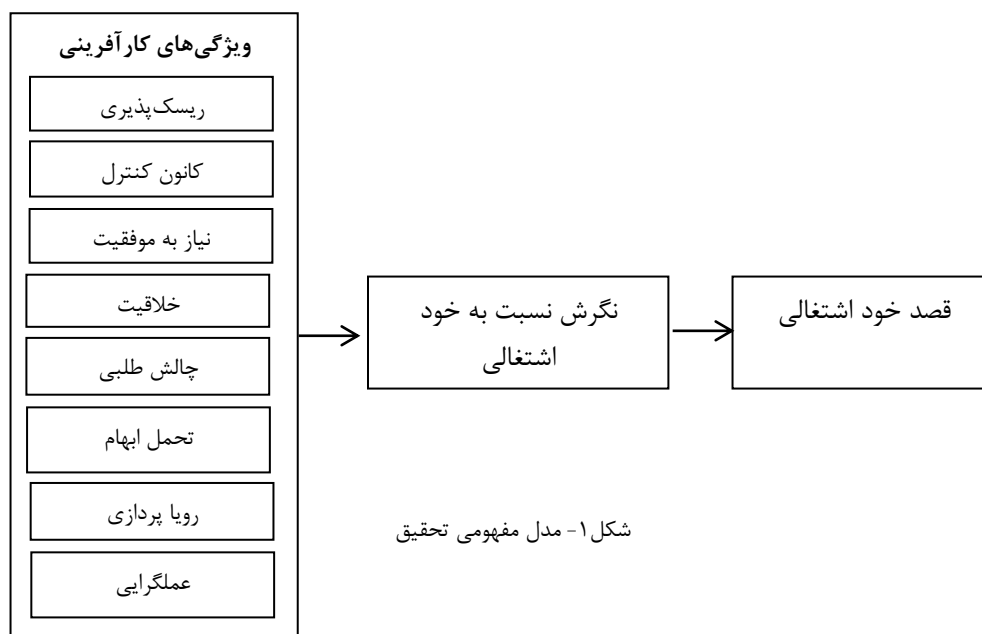 ویژگی‌های کارآفرینی
ریسک‌پذیری
کانون کنترل
نیاز به موفقیت
خلاقیت
چالش طلبی
تحمل ابهام
رویا پردازی
عملگرایی
نگرش نسبت به خود
اشتغالی
قصد خود اشتغالی
شکل۱- مدل مفهومی تحقیق